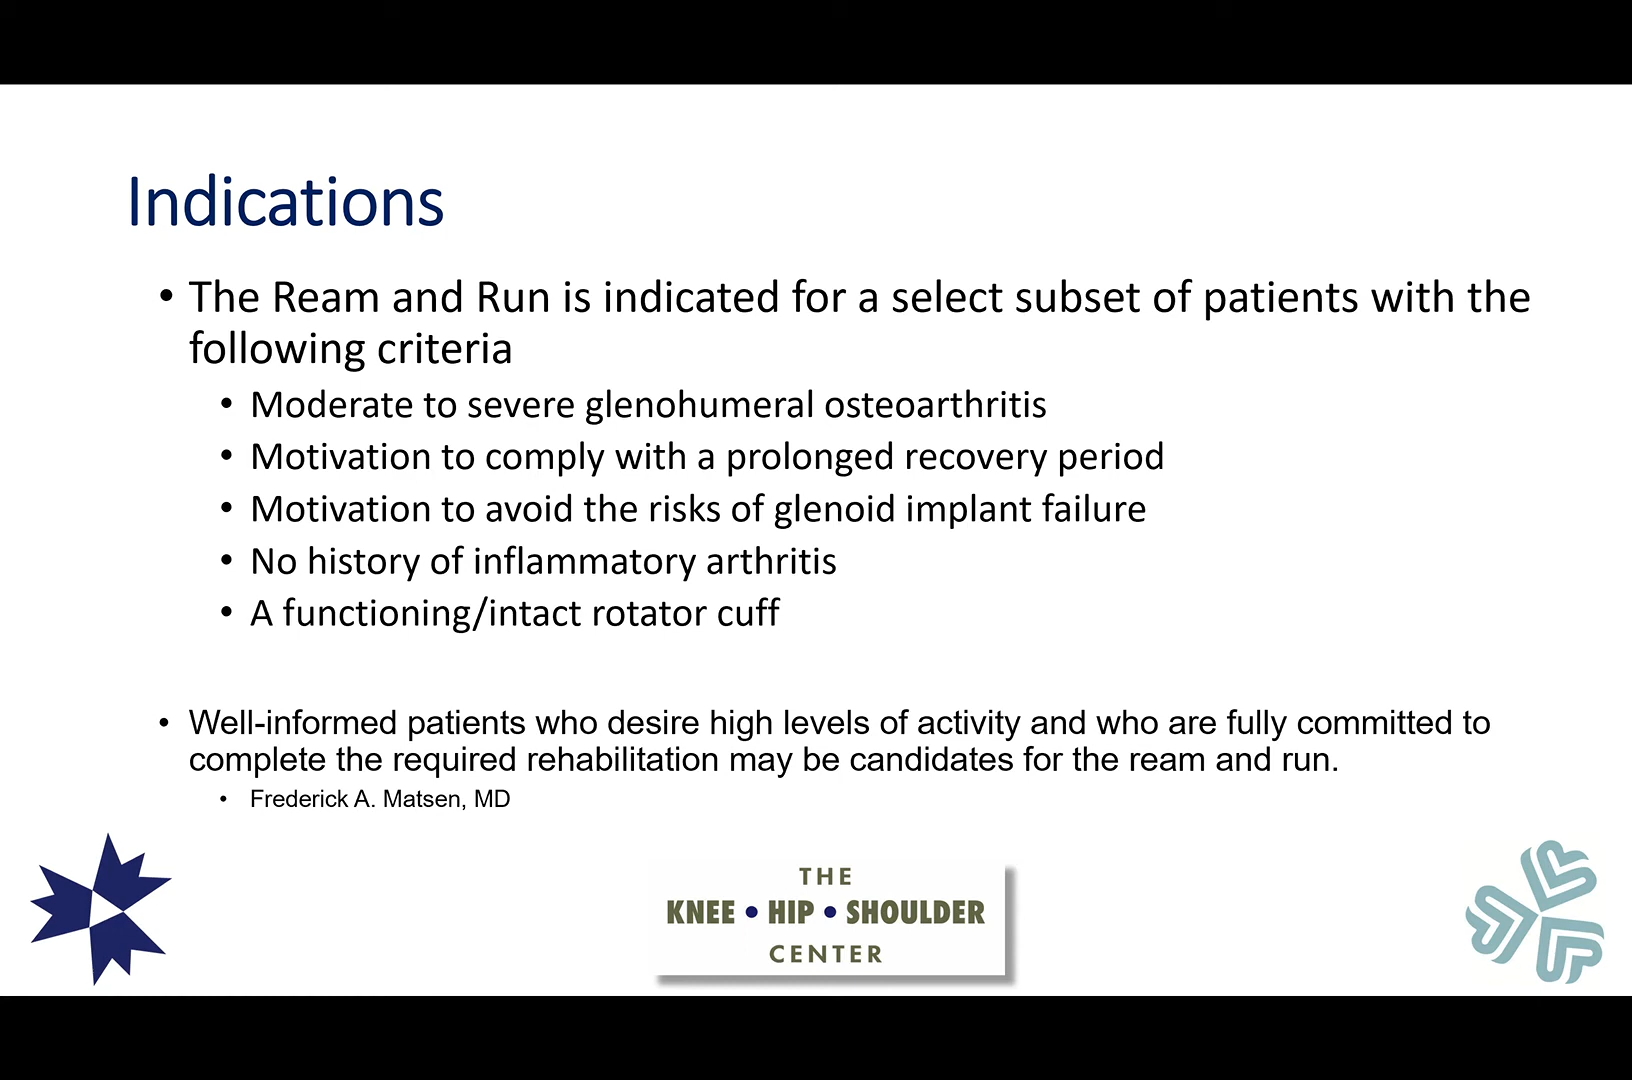 Indications
• The Ream and Run is indicated for a select subset of patients with the
following criteria
• Moderate to severe glenohumeral osteoarthritis
• Motivation to comply with a prolonged recovery period
• Motivation to avoid the risks of glenoid implant failure
• No history of inflammatory arthritis
• A functioning/intact rotator cuff
• Well-informed patients who desire high levels of activity and who are fully committed to
complete the required rehabilitation may be candidates for the ream and run.
• Frederick A. Matsen, MD
THE
KNEE • HIP • SHOULDER
CENTER